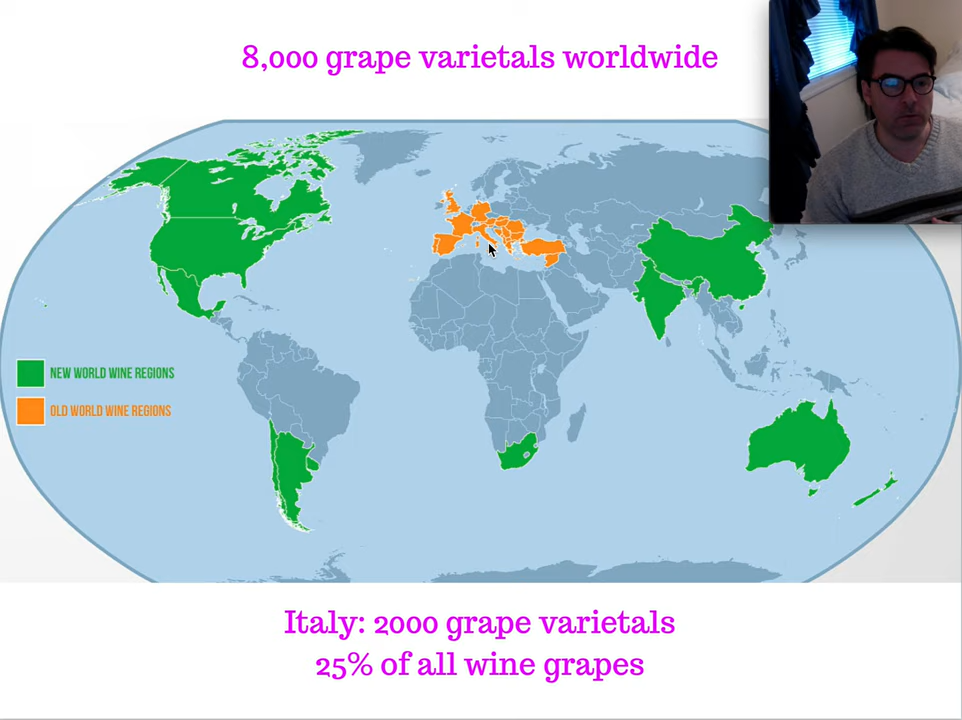 8,000 grape varietals worldwide
NEW WORLD WINE REGIONS
OLD WORLD WINE REGIONS
Italy: 2000 grape varietals
25% of all wine grapes